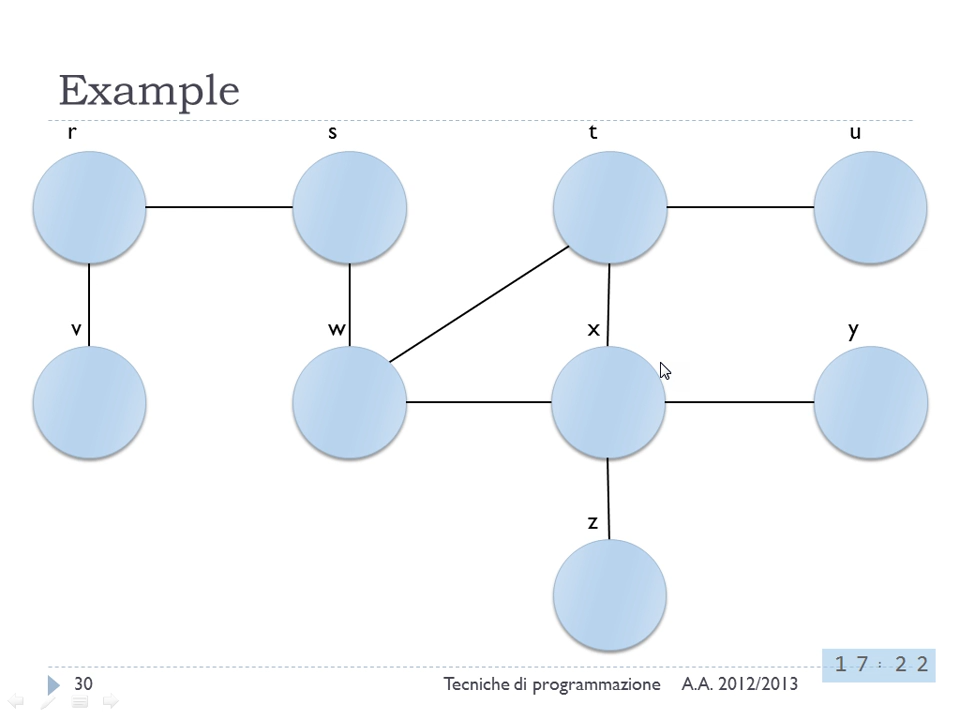 Example
r s t u
v w x y
z
30 Tecniche di programmazione A.A. 2012/2013 17:22